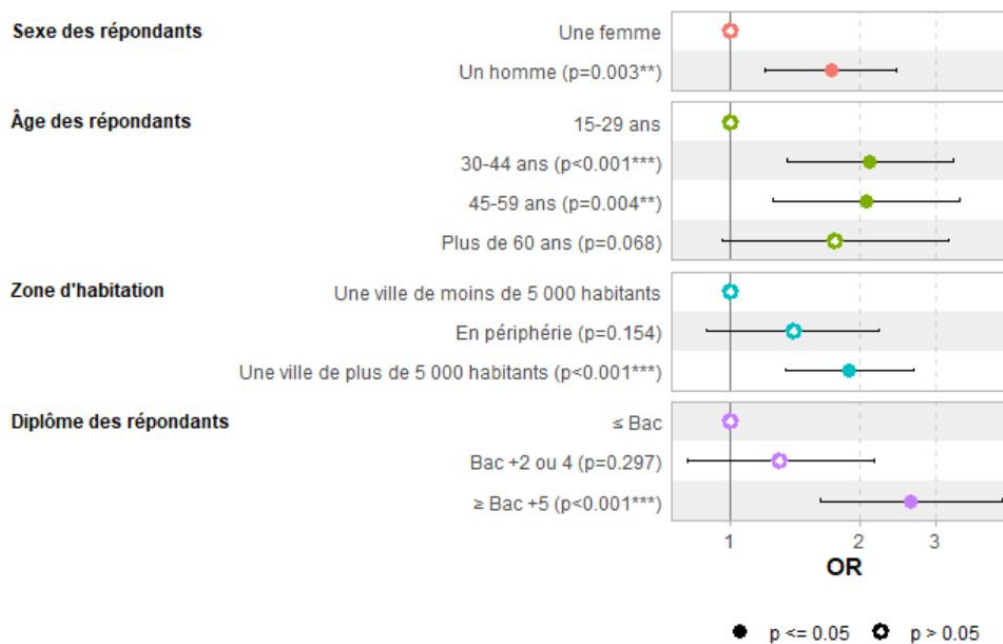 Sexe des répondants
Une femme
Un homme (p=0.003**)
Âge des répondants
15-29 ans
30-44 ans (p<0.001***)
45-59 ans (p=0.004**)
Plus de 60 ans (p=0.068)
Zone d'habitation
Une ville de moins de 5 000 habitants
En périphérie (p=0.154)
Une ville de plus de 5 000 habitants (p<0.001***)
Diplôme des répondants
≤ Bac
Bac +2 ou 4 (p=0.297)
≥ Bac +5 (p<0.001***)
1 2 3
OR
p <= 0.05 p > 0.05